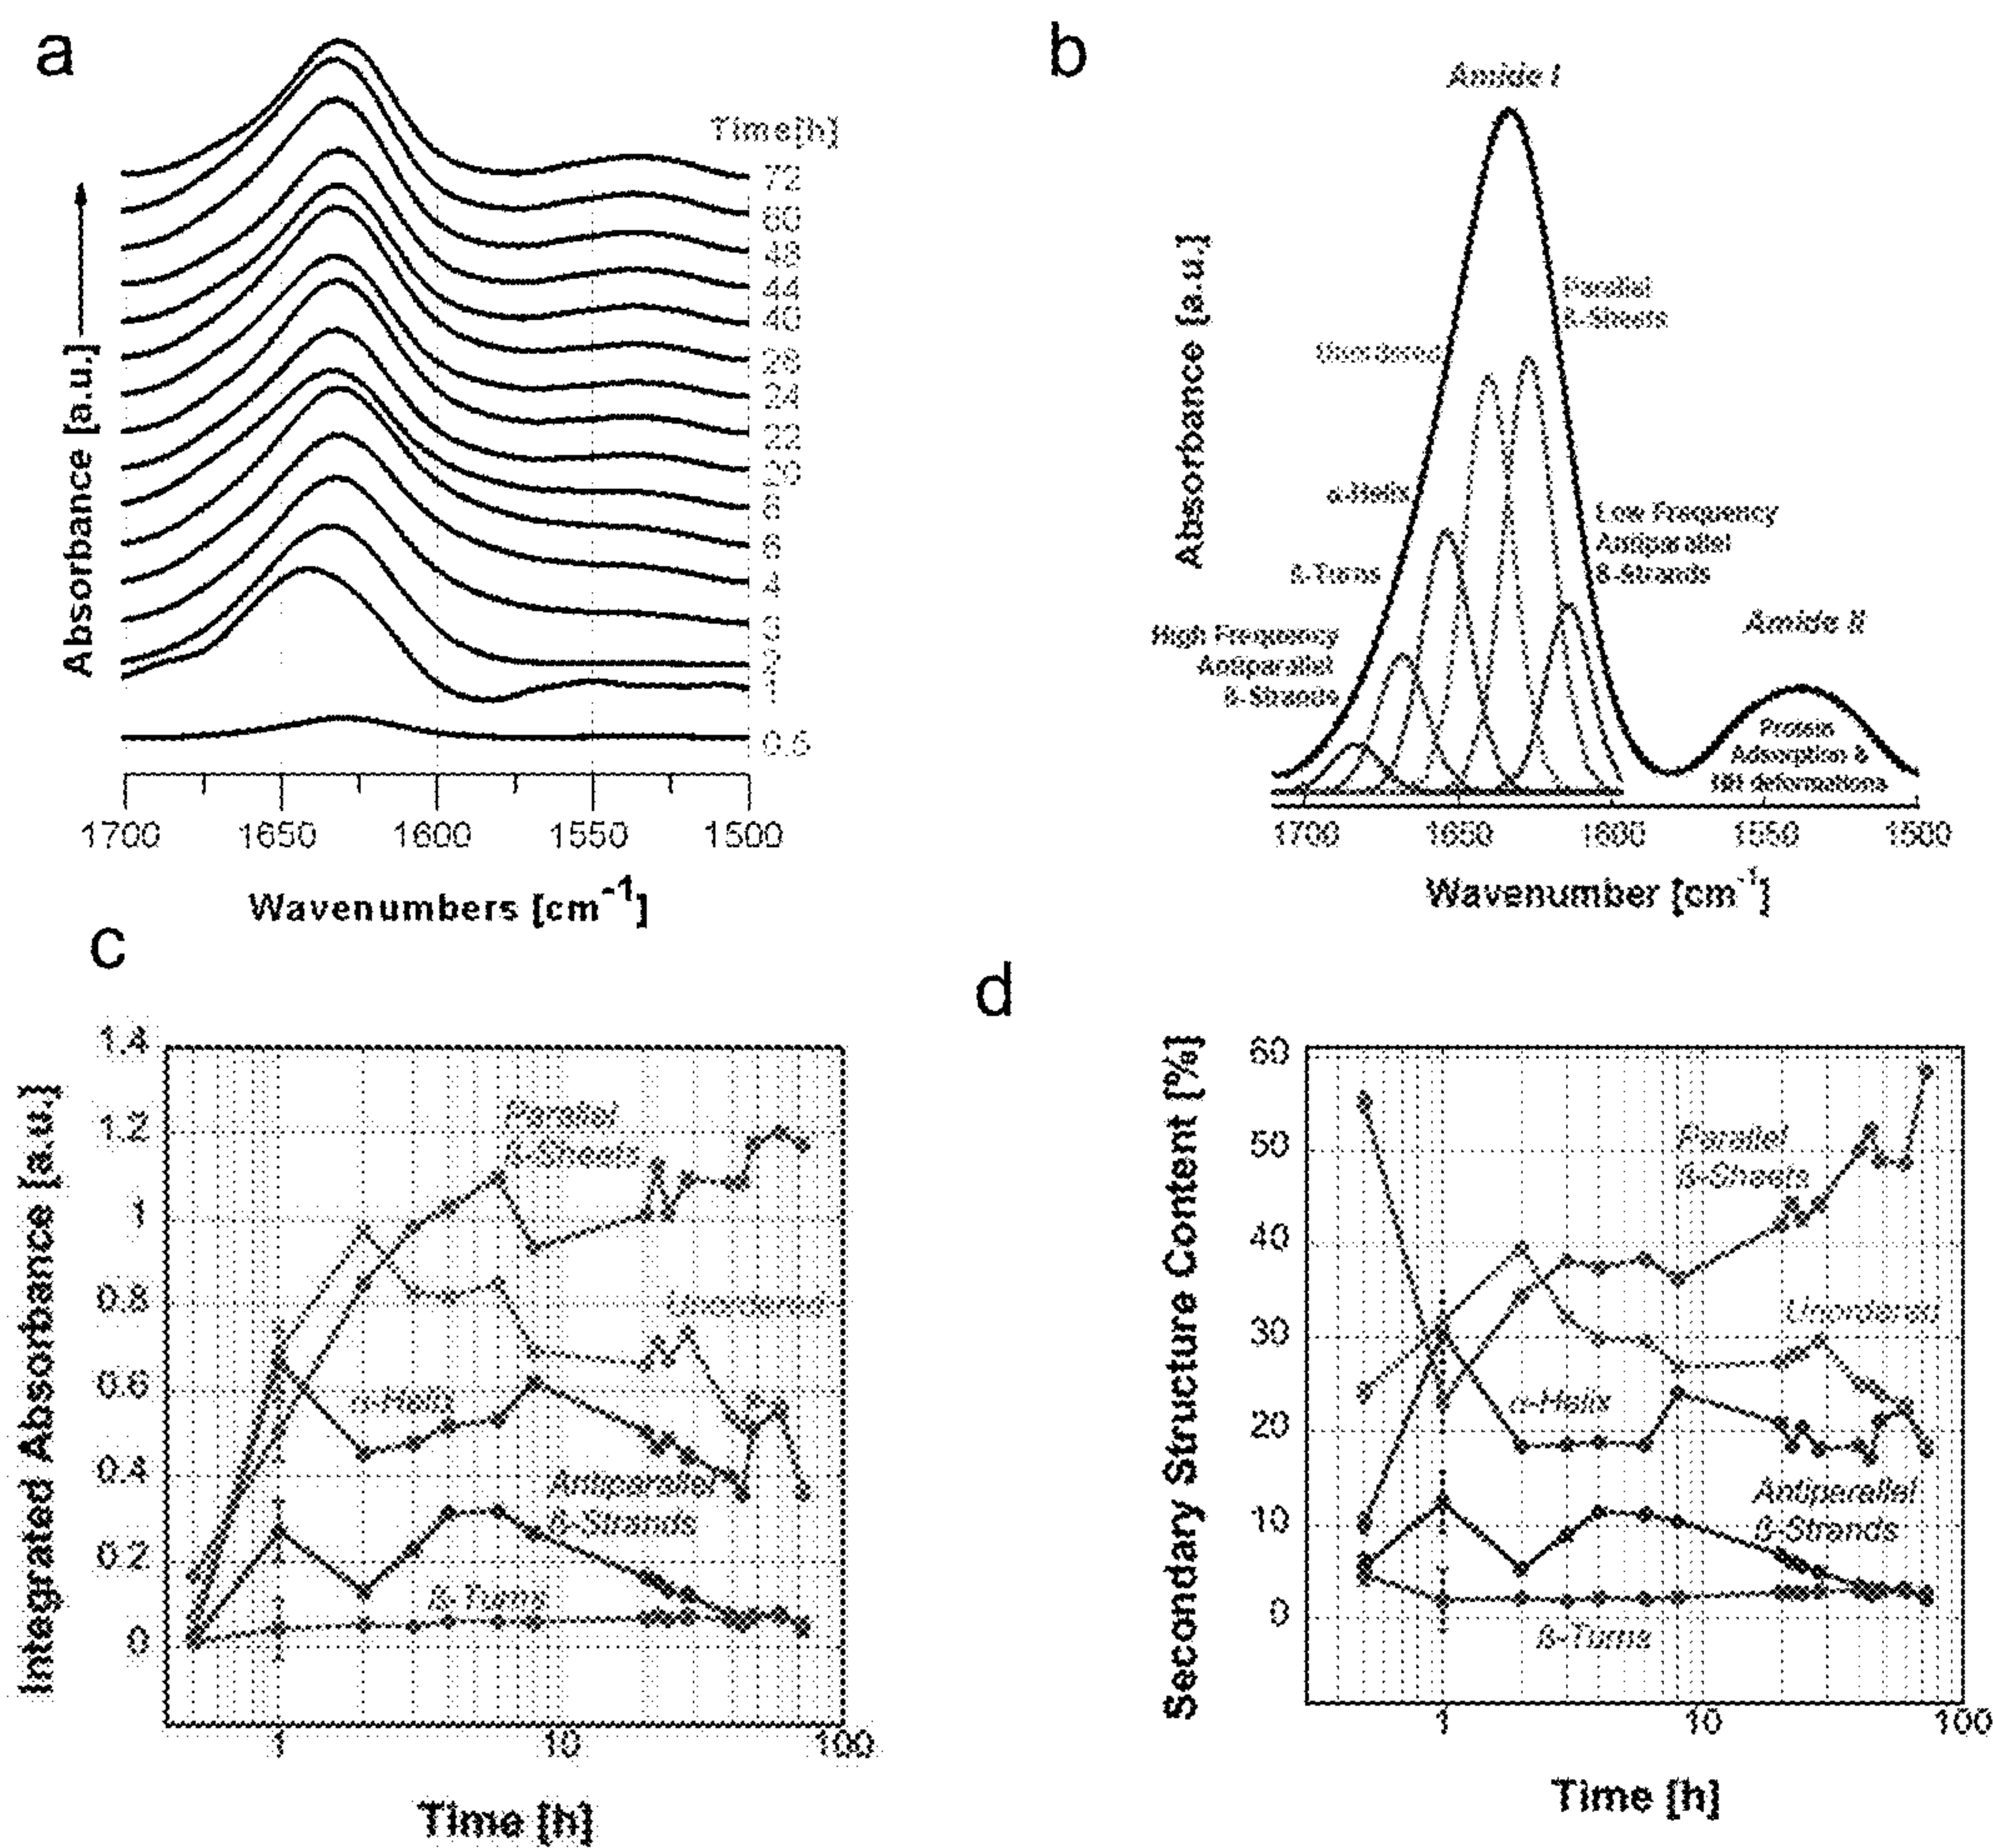 a
Time[h]
72
60
48
44
40
28
24
22
20
8
6
4
3
2
1
0.5
Absorbance [a.u.]
1700
1650
1600
1550
1500
Wavenumbers [cm-1]
b
Amide I
Parallel
ß-Sheets
Unordered
α-Helix
Low Frequency
Antiparallel
ß-Strands
ß-Turns
High Frequency
Antiparallel
ß-Strands
Amide II
Protein
Adsorption &
NH deformations
Absorbance [a.u.]
1700
1650
1600
1550
1500
Wavenumber [cm-1]
c
1.4
1.2
1
0.8
0.6
0.4
0.2
0
Integrated Absorbance [a.u.]
Parallel
ß-Sheets
Unordered
α-Helix
Antiparallel
ß-Strands
ß-Turns
1
10
100
Time [h]
d
60
50
40
30
20
10
0
Secondary Structure Content [%]
Parallel
ß-Sheets
Unordered
α-Helix
Antiparallel
ß-Strands
ß-Turns
1
10
100
Time [h]